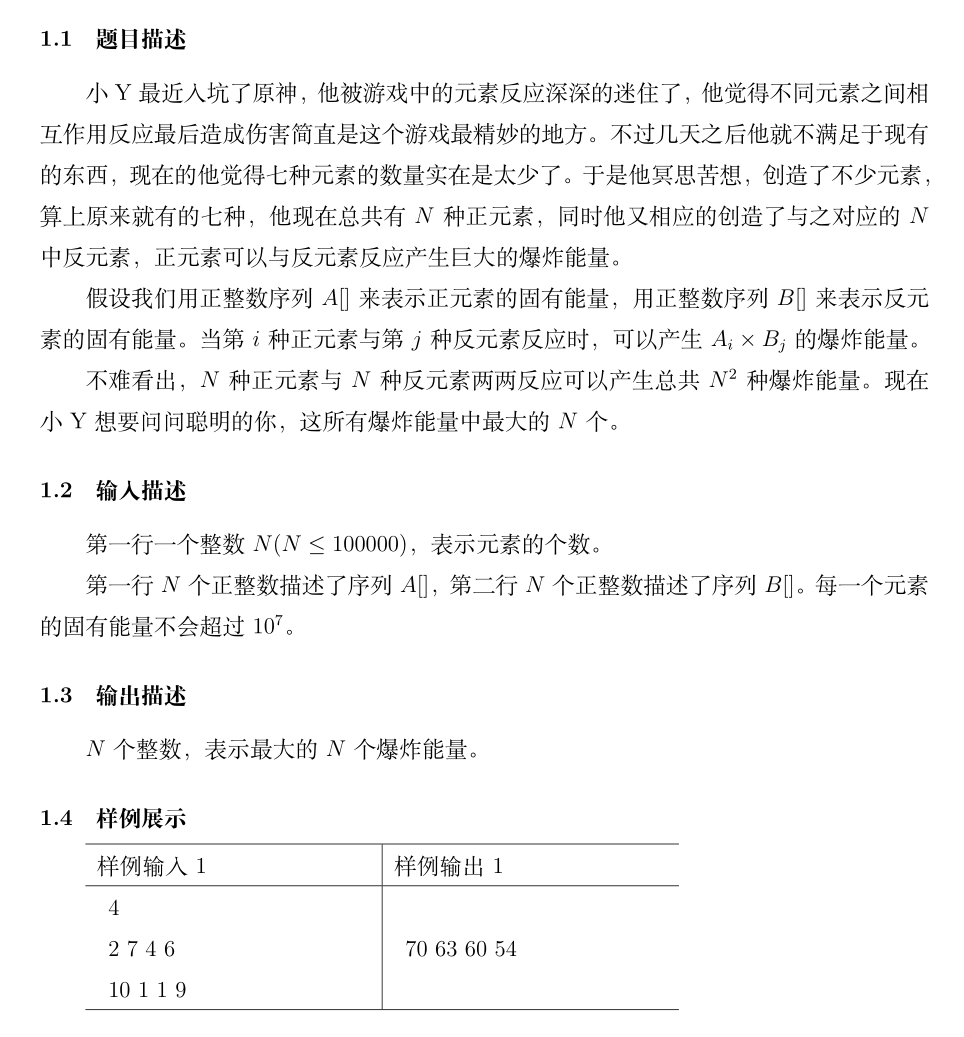 1.1 题目描述
小 Y 最近入坑了原神，他被游戏中的元素反应深深的迷住了，他觉得不同元素之间相
互作用反应最后造成伤害简直是这个游戏最精妙的地方。不过几天之后他就不满足于现有
的东西，现在的他觉得七种元素的数量实在是太少了。于是他冥思苦想，创造了不少元素，
算上原来就有的七种，他现在总共有 N 种正元素，同时他又相应的创造了与之对应的 N
中反元素，正元素可以与反元素反应产生巨大的爆炸能量。
假设我们用正整数序列 A[] 来表示正元素的固有能量，用正整数序列 B[] 来表示反元
素的固有能量。当第 i 种正元素与第 j 种反元素反应时，可以产生 A_i × B_j 的爆炸能量。
不难看出，N 种正元素与 N 种反元素两两反应可以产生总共 N² 种爆炸能量。现在
小 Y 想要问问聪明的你，这所有爆炸能量中最大的 N 个。
1.2 输入描述
第一行一个整数 N(N ≤ 100000)，表示元素的个数。
第一行 N 个正整数描述了序列 A[]，第二行 N 个正整数描述了序列 B[]。每一个元素
的固有能量不会超过 10⁷。
1.3 输出描述
N 个整数，表示最大的 N 个爆炸能量。
1.4 样例展示
样例输入 1 样例输出 1
4
2 7 4 6 70 63 60 54
10 1 1 9